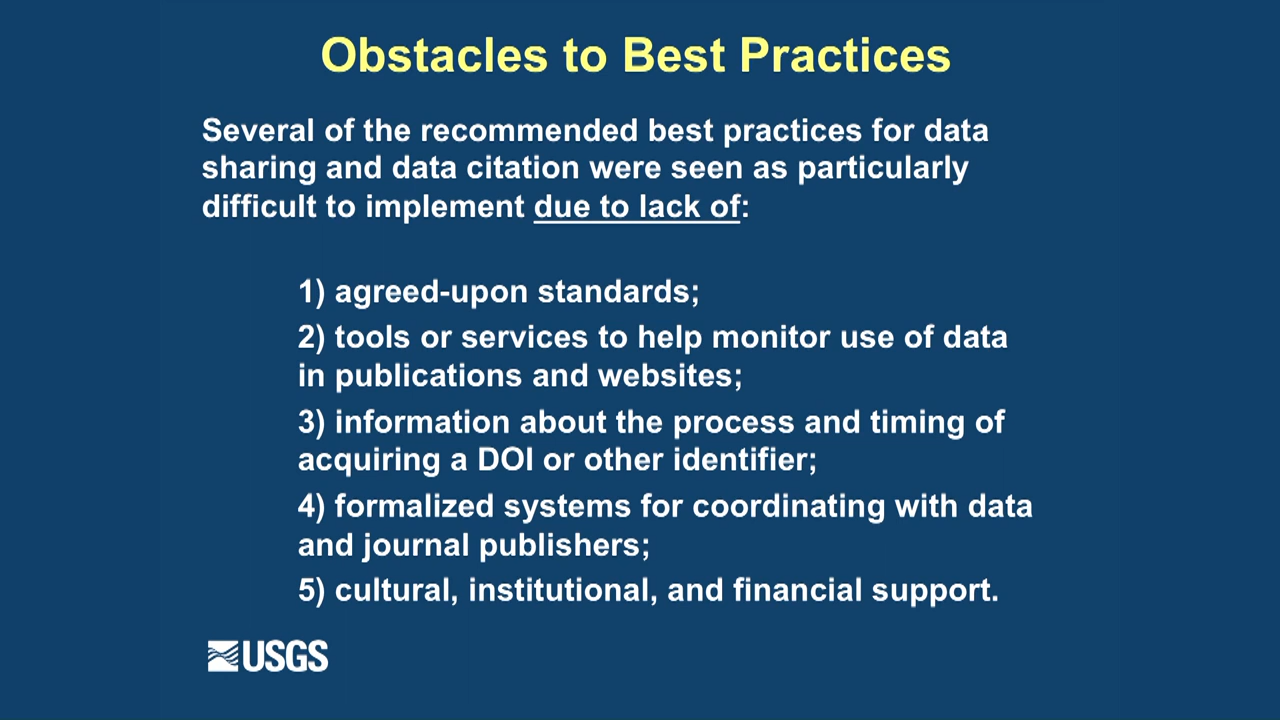 Obstacles to Best Practices
Several of the recommended best practices for data
sharing and data citation were seen as particularly
difficult to implement due to lack of:
1) agreed-upon standards;
2) tools or services to help monitor use of data
in publications and websites;
3) information about the process and timing of
acquiring a DOI or other identifier;
4) formalized systems for coordinating with data
and journal publishers;
5) cultural, institutional, and financial support.
USGS